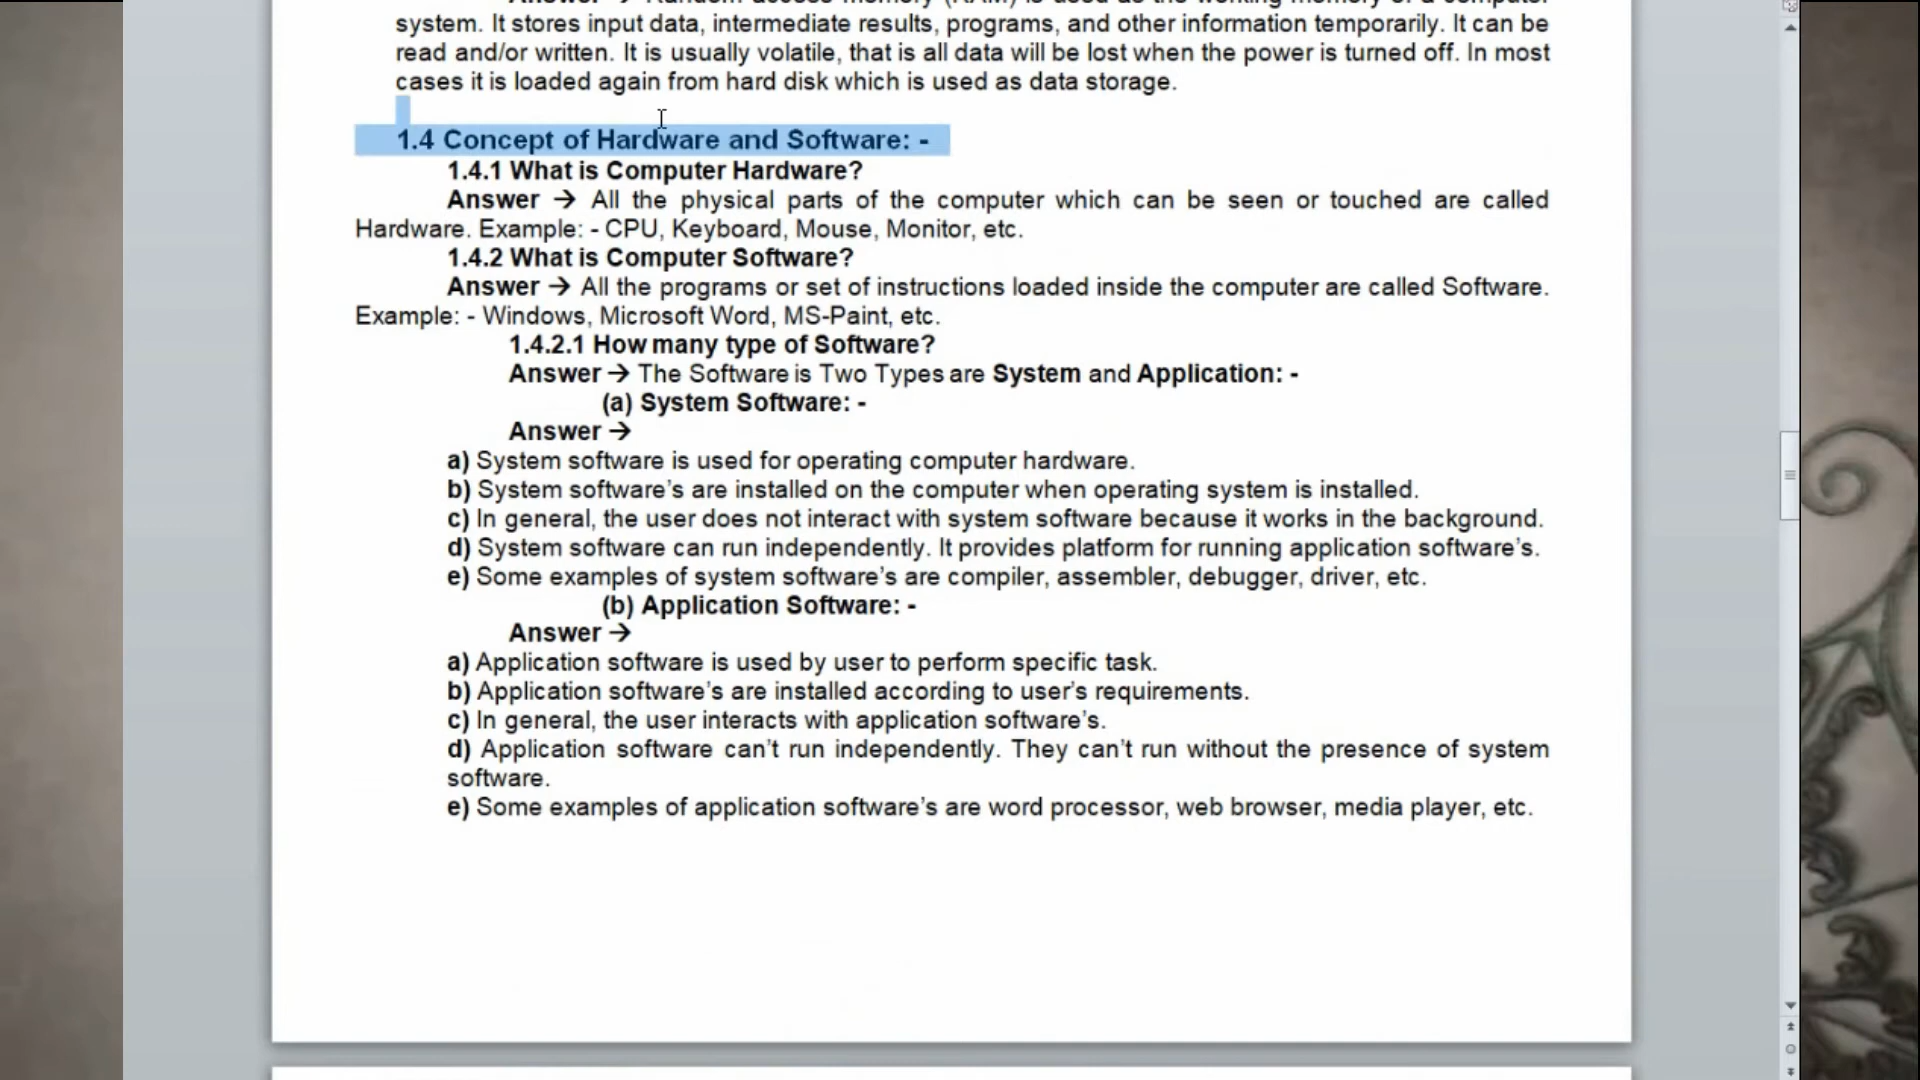 Answer → Random access memory (RAM) is used as the working memory of a computer
system. It stores input data, intermediate results, programs, and other information temporarily. It can be
read and/or written. It is usually volatile, that is all data will be lost when the power is turned off. In most
cases it is loaded again from hard disk which is used as data storage.
1.4 Concept of Hardware and Software: -
1.4.1 What is Computer Hardware?
Answer → All the physical parts of the computer which can be seen or touched are called
Hardware. Example: - CPU, Keyboard, Mouse, Monitor, etc.
1.4.2 What is Computer Software?
Answer → All the programs or set of instructions loaded inside the computer are called Software.
Example: - Windows, Microsoft Word, MS-Paint, etc.
1.4.2.1 How many type of Software?
Answer → The Software is Two Types are System and Application: -
(a) System Software: -
Answer →
a) System software is used for operating computer hardware.
b) System software’s are installed on the computer when operating system is installed.
c) In general, the user does not interact with system software because it works in the background.
d) System software can run independently. It provides platform for running application software’s.
e) Some examples of system software’s are compiler, assembler, debugger, driver, etc.
(b) Application Software: -
Answer →
a) Application software is used by user to perform specific task.
b) Application software’s are installed according to user’s requirements.
c) In general, the user interacts with application software’s.
d) Application software can’t run independently. They can’t run without the presence of system
software.
e) Some examples of application software’s are word processor, web browser, media player, etc.